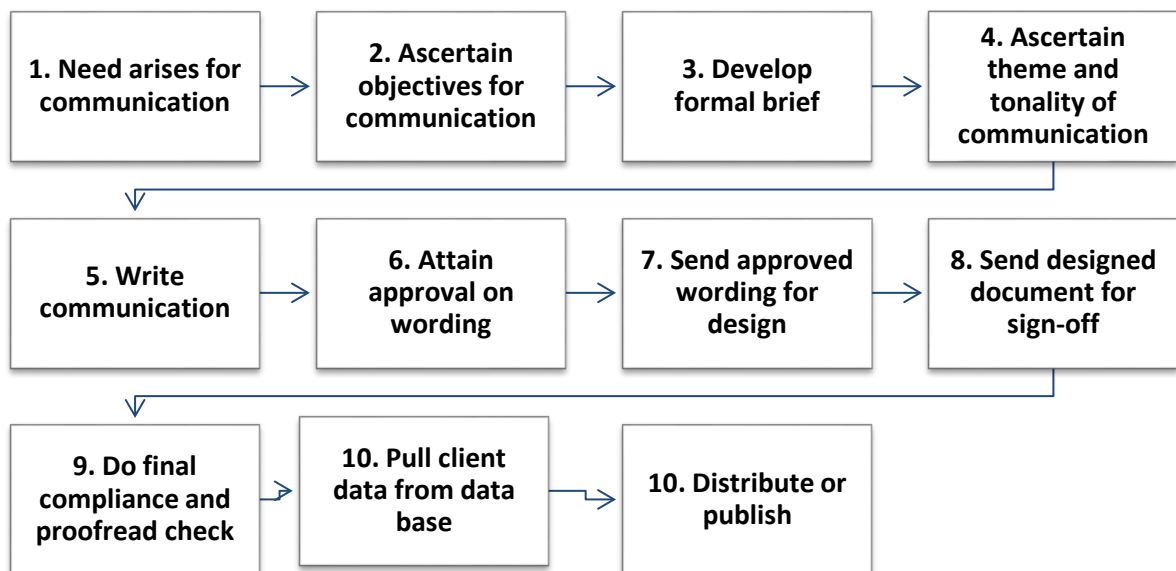 1. Need arises for
communication
2. Ascertain
objectives for
communication
3. Develop
formal brief
4. Ascertain
theme and
tonality of
communication
5. Write
communication
6. Attain
approval on
wording
7. Send approved
wording for
design
8. Send designed
document for
sign-off
9. Do final
compliance and
proofread check
10. Pull client
data from data
base
10. Distribute or
publish